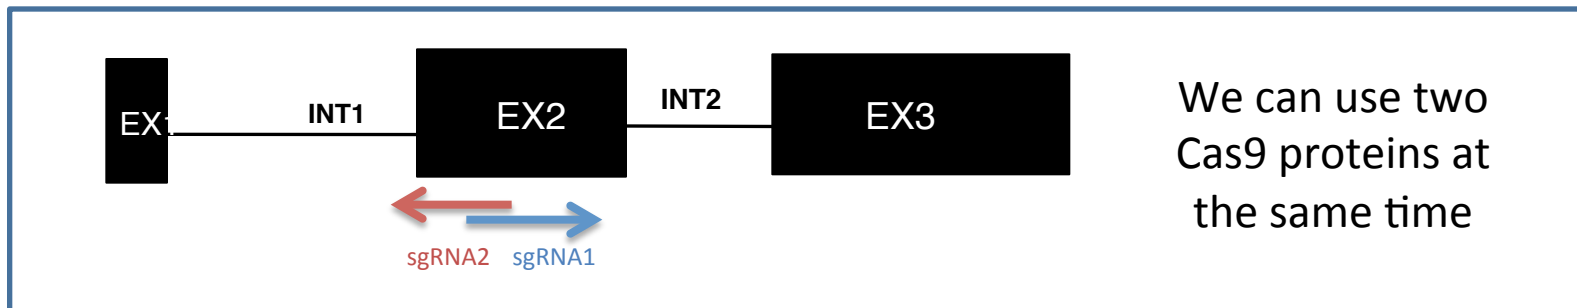 EX1
INT1
EX2
INT2
EX3
sgRNA2
sgRNA1
We can use two
Cas9 proteins at
the same time